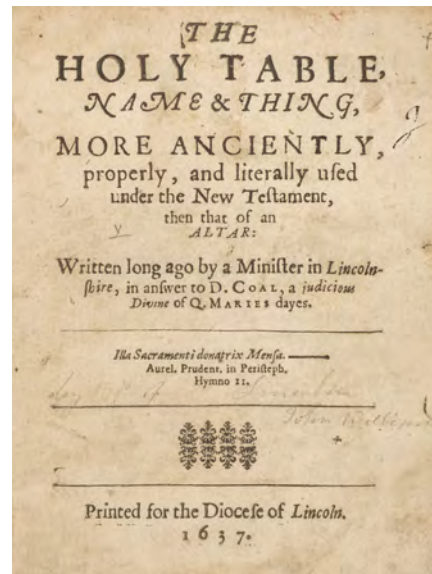 THE
HOLY TABLE,
NAME & THING,
MORE ANCIENTLY,
properly, and literally uſed
under the New Teſtament,
then that of an
ALTAR:
Written long ago by a Miniſter in Lincoln-
ſhire, in anſwer to D. COAL, a judicious
Divine of Q. MARIES dayes.
Illa Sacramenti donatrix Menſa.
Aurel. Prudent. in Periſteph.
Hymno 11.
John
Printed for the Dioceſe of Lincoln.
1637.